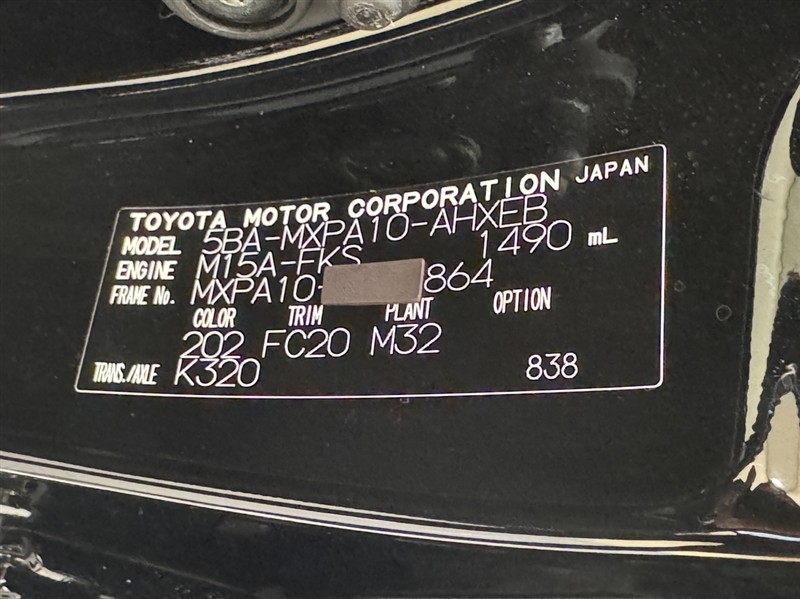 TOYOTA MOTOR CORPORATION JAPAN
MODEL 5BA-MXPA10-AHXEB
ENGINE M15A-FKS 1490 mL
FRAME No. MXPA10- 864
COLOR TRIM PLANT OPTION
202 FC20 M32
TRANS./AXLE K320 838